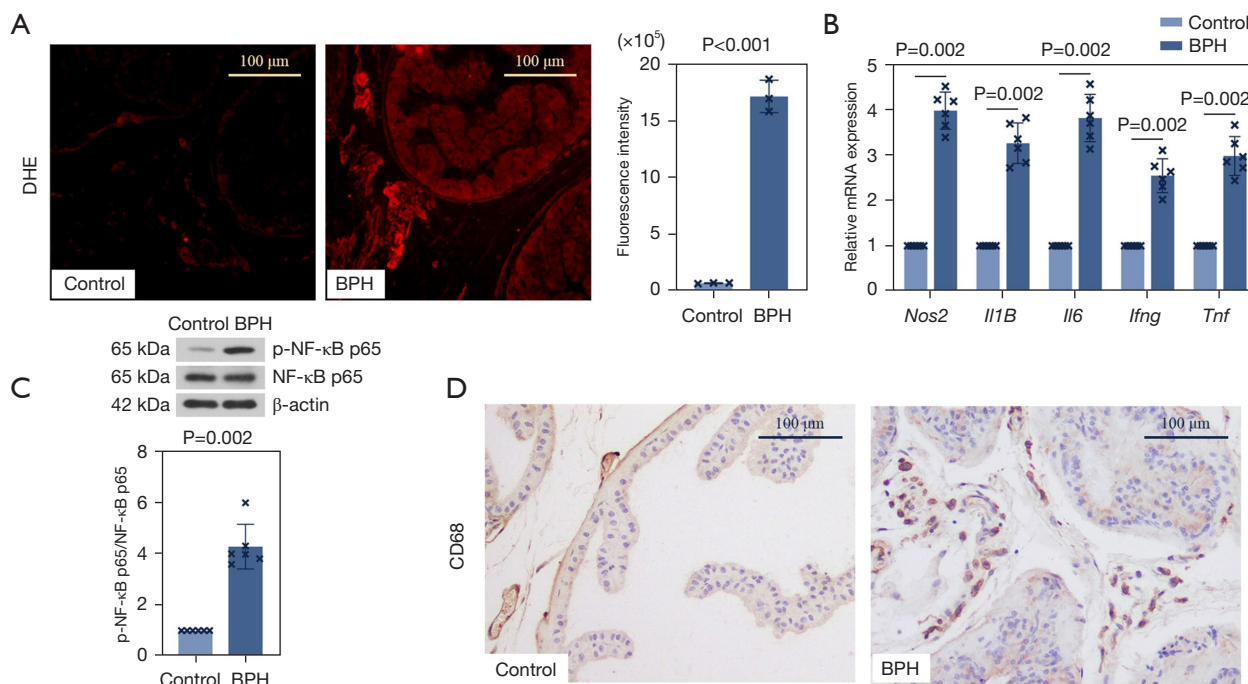 A
100 μm
100 μm
DHE
Control
BPH
(×10⁵)
P<0.001
Fluorescence intensity
20
15
10
5
0
Control BPH
B
Control
BPH
P=0.002
P=0.002
P=0.002
P=0.002
P=0.002
Relative mRNA expression
5
4
3
2
1
0
Nos2 Il1B Il6 Ifng Tnf
C
Control BPH
65 kDa p-NF-κB p65
65 kDa NF-κB p65
42 kDa β-actin
P=0.002
p-NF-κB p65/NF-κB p65
8
6
4
2
0
Control BPH
D
100 μm
100 μm
CD68
Control
BPH